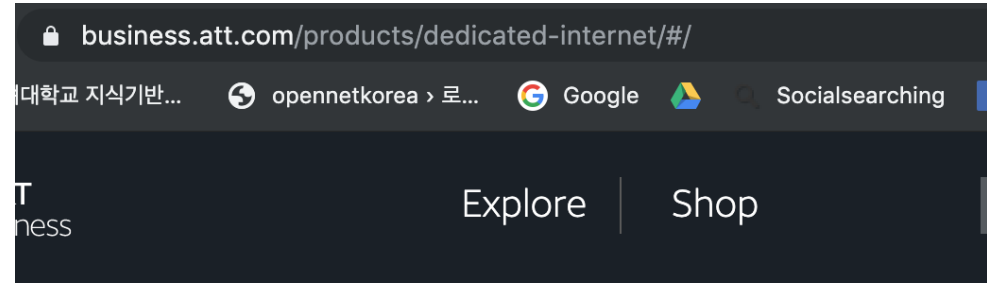 business.att.com/products/dedicated-internet/#/
대학교 지식기반... opennetkorea › 로... Google Socialsearching
Explore Shop
T
ness